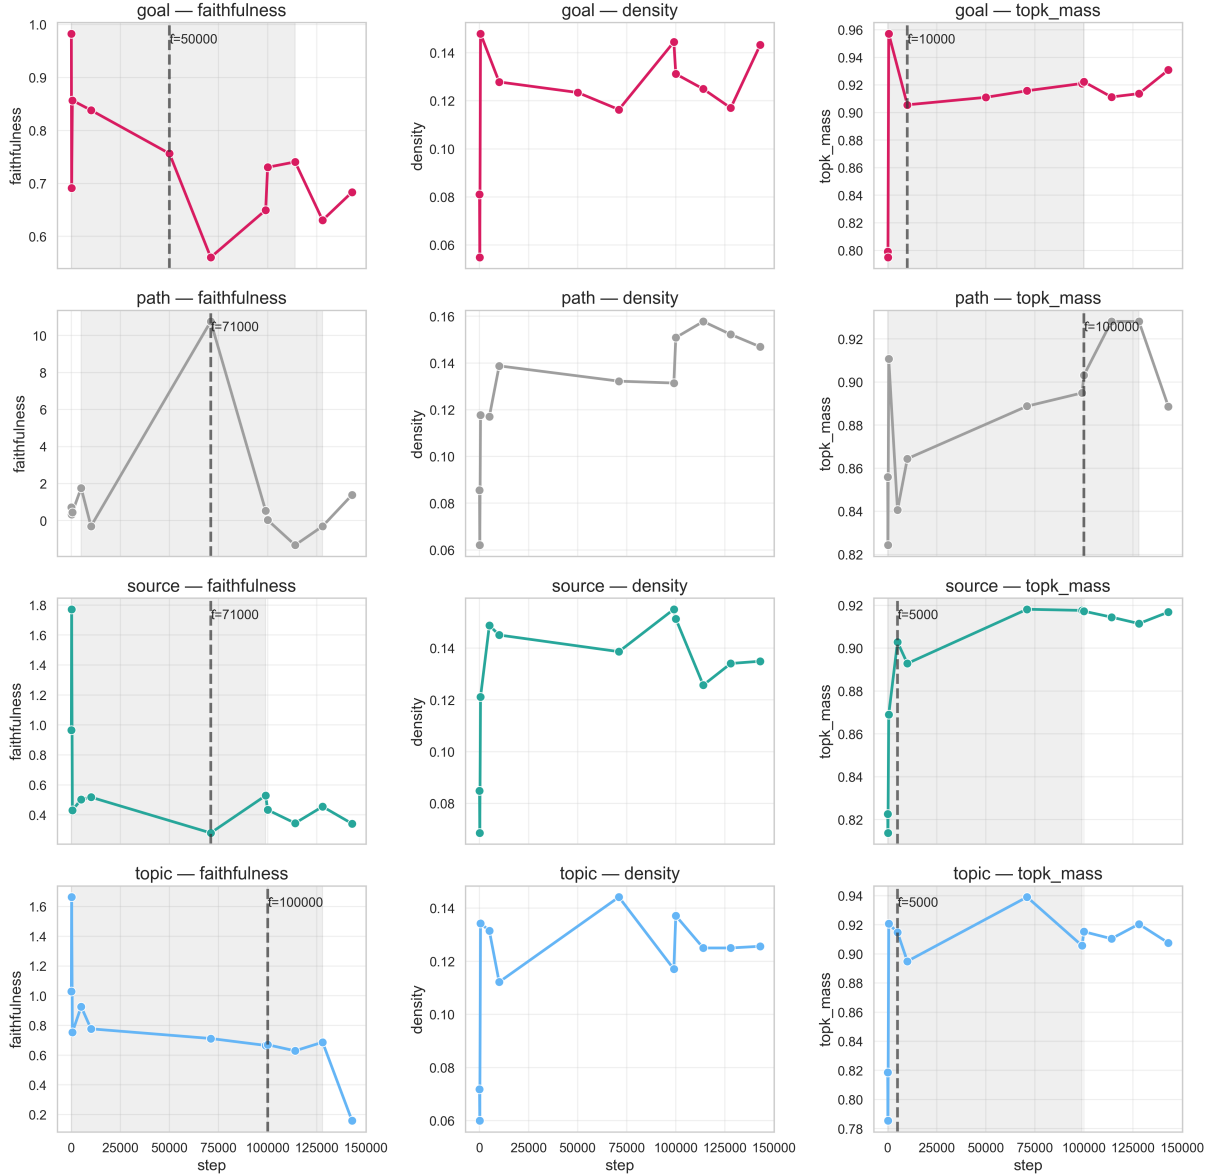 goal — faithfulness
goal — density
goal — topk_mass
1.0
0.9
0.8
0.7
0.6
faithfulness
t̂=50000
0.14
0.12
0.10
0.08
0.06
density
0.96
0.94
0.92
0.90
0.88
0.86
0.84
0.82
0.80
topk_mass
t̂=10000
path — faithfulness
path — density
path — topk_mass
10
8
6
4
2
0
faithfulness
t̂=71000
0.16
0.14
0.12
0.10
0.08
0.06
density
0.92
0.90
0.88
0.86
0.84
0.82
topk_mass
t̂=100000
source — faithfulness
source — density
source — topk_mass
1.8
1.6
1.4
1.2
1.0
0.8
0.6
0.4
faithfulness
t̂=71000
0.14
0.12
0.10
0.08
density
0.92
0.90
0.88
0.86
0.84
0.82
topk_mass
t̂=5000
topic — faithfulness
topic — density
topic — topk_mass
1.6
1.4
1.2
1.0
0.8
0.6
0.4
0.2
faithfulness
t̂=100000
0.14
0.12
0.10
0.08
0.06
density
0.94
0.92
0.90
0.88
0.86
0.84
0.82
0.80
0.78
topk_mass
t̂=5000
0 25000 50000 75000 100000 125000 150000
step
0 25000 50000 75000 100000 125000 150000
step
0 25000 50000 75000 100000 125000 150000
step